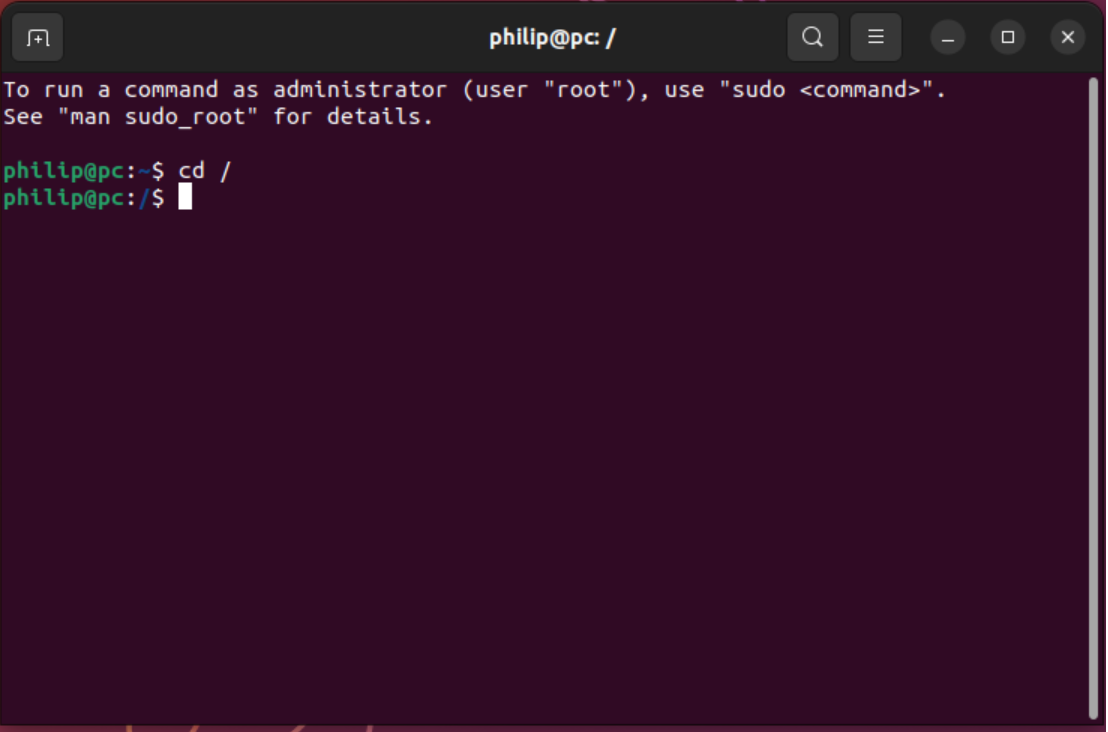 philip@pc: /
To run a command as administrator (user "root"), use "sudo <command>".
See "man sudo_root" for details.
philip@pc:~$ cd /
philip@pc:/$